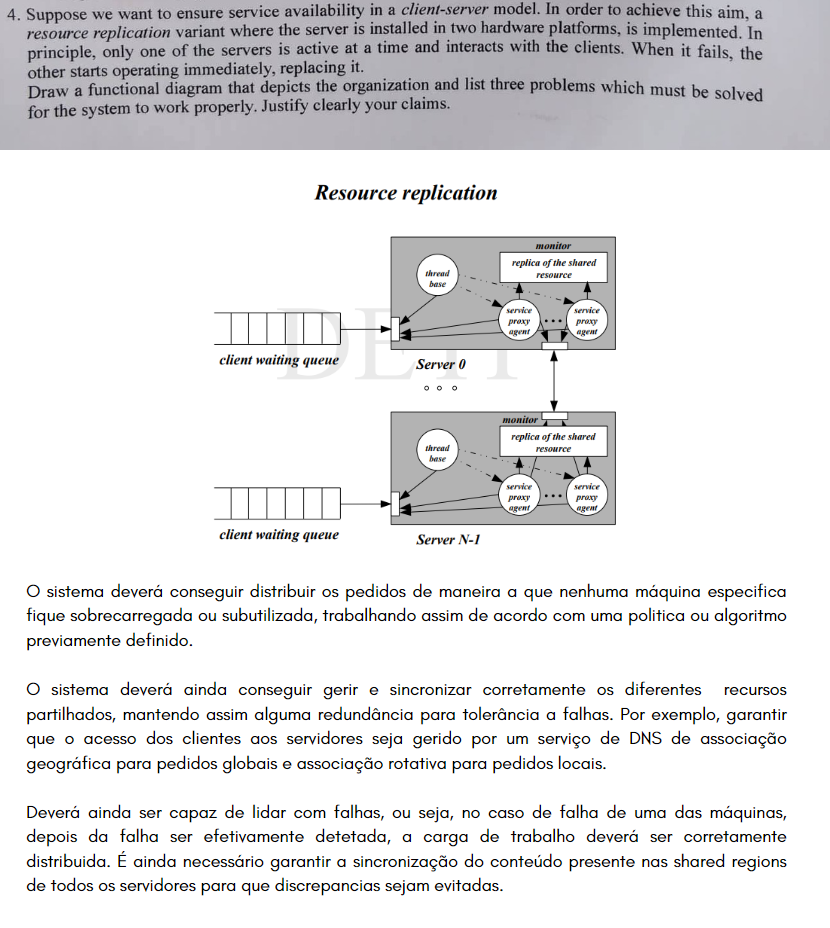 4. Suppose we want to ensure service availability in a client-server model. In order to achieve this aim, a
resource replication variant where the server is installed in two hardware platforms, is implemented. In
principle, only one of the servers is active at a time and interacts with the clients. When it fails, the
other starts operating immediately, replacing it.
Draw a functional diagram that depicts the organization and list three problems which must be solved
for the system to work properly. Justify clearly your claims.
Resource replication
monitor
replica of the shared
resource
thread
base
service
proxy
agent
service
proxy
agent
client waiting queue
Server 0
monitor
replica of the shared
resource
thread
base
service
proxy
agent
service
proxy
agent
client waiting queue
Server N-1
O sistema deverá conseguir distribuir os pedidos de maneira a que nenhuma máquina especifica
fique sobrecarregada ou subutilizada, trabalhando assim de acordo com uma politica ou algoritmo
previamente definido.
O sistema deverá ainda conseguir gerir e sincronizar corretamente os diferentes recursos
partilhados, mantendo assim alguma redundância para tolerância a falhas. Por exemplo, garantir
que o acesso dos clientes aos servidores seja gerido por um serviço de DNS de associação
geográfica para pedidos globais e associação rotativa para pedidos locais.
Deverá ainda ser capaz de lidar com falhas, ou seja, no caso de falha de uma das máquinas,
depois da falha ser efetivamente detetada, a carga de trabalho deverá ser corretamente
distribuida. É ainda necessário garantir a sincronização do conteúdo presente nas shared regions
de todos os servidores para que discrepancias sejam evitadas.